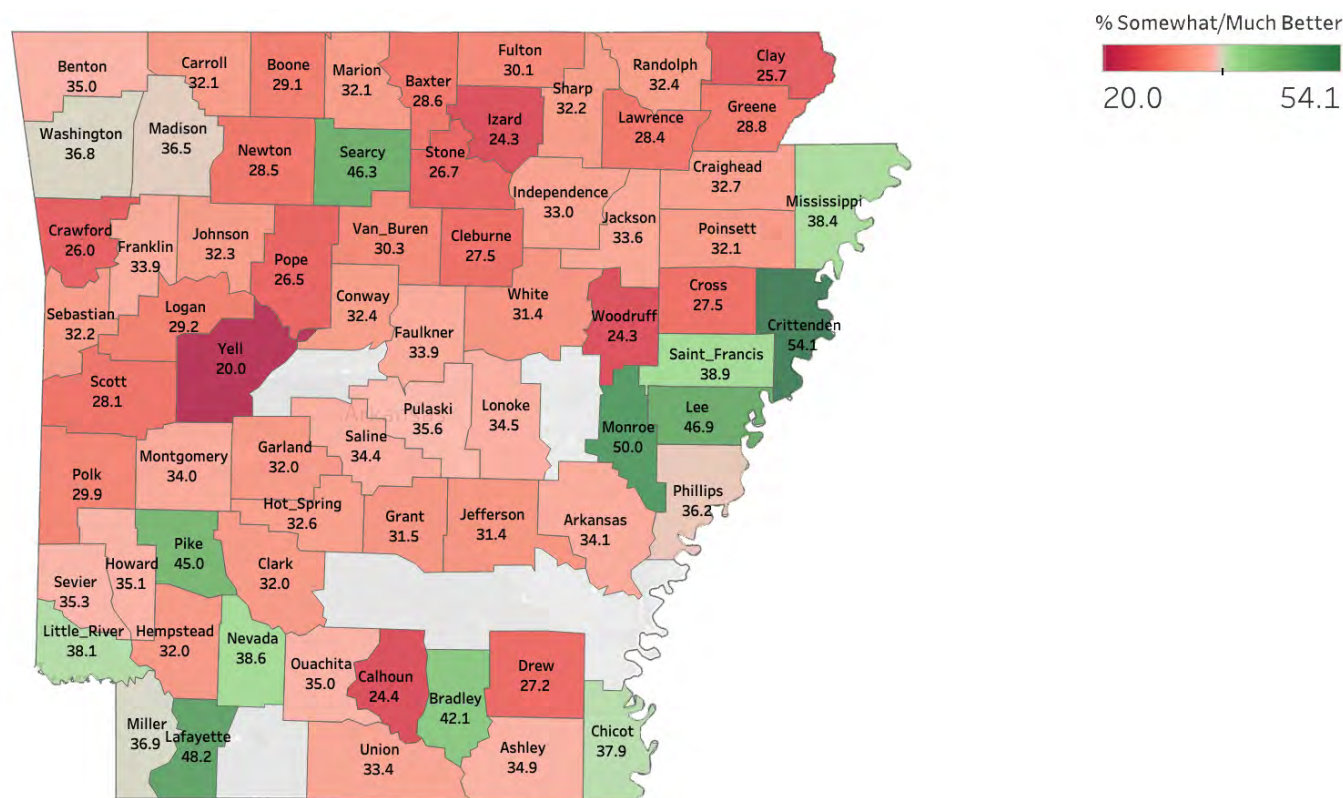 % Somewhat/Much Better
20.0 54.1
Benton
35.0
Carroll
32.1
Boone
29.1
Marion
32.1
Baxter
28.6
Fulton
30.1
Sharp
32.2
Randolph
32.4
Clay
25.7
Washington
36.8
Madison
36.5
Newton
28.5
Searcy
46.3
Stone
26.7
Izard
24.3
Lawrence
28.4
Greene
28.8
Craighead
32.7
Mississippi
38.4
Crawford
26.0
Franklin
33.9
Johnson
32.3
Pope
26.5
Van_Buren
30.3
Cleburne
27.5
Independence
33.0
Jackson
33.6
Poinsett
32.1
Sebastian
32.2
Logan
29.2
Yell
20.0
Conway
32.4
Faulkner
33.9
White
31.4
Woodruff
24.3
Cross
27.5
Crittenden
54.1
Saint_Francis
38.9
Scott
28.1
Pulaski
35.6
Lonoke
34.5
Monroe
50.0
Lee
46.9
Polk
29.9
Montgomery
34.0
Garland
32.0
Saline
34.4
Hot_Spring
32.6
Grant
31.5
Jefferson
31.4
Arkansas
34.1
Phillips
36.2
Sevier
35.3
Howard
35.1
Pike
45.0
Clark
32.0
Little_River
38.1
Hempstead
32.0
Nevada
38.6
Ouachita
35.0
Calhoun
24.4
Bradley
42.1
Drew
27.2
Miller
36.9
Lafayette
48.2
Union
33.4
Ashley
34.9
Chicot
37.9